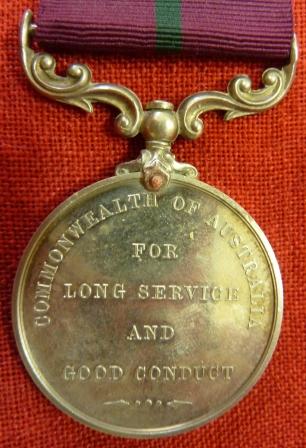 COMMONWEALTH OF AUSTRALIA
FOR
LONG SERVICE
AND
GOOD CONDUCT